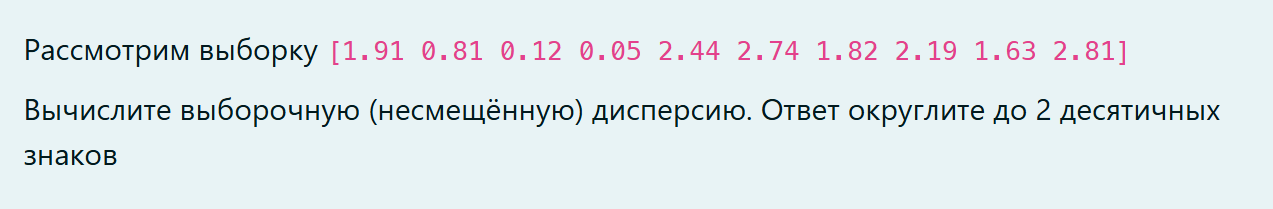 Рассмотрим выборку [1.91 0.81 0.12 0.05 2.44 2.74 1.82 2.19 1.63 2.81]
Вычислите выборочную (несмещённую) дисперсию. Ответ округлите до 2 десятичных
знаков